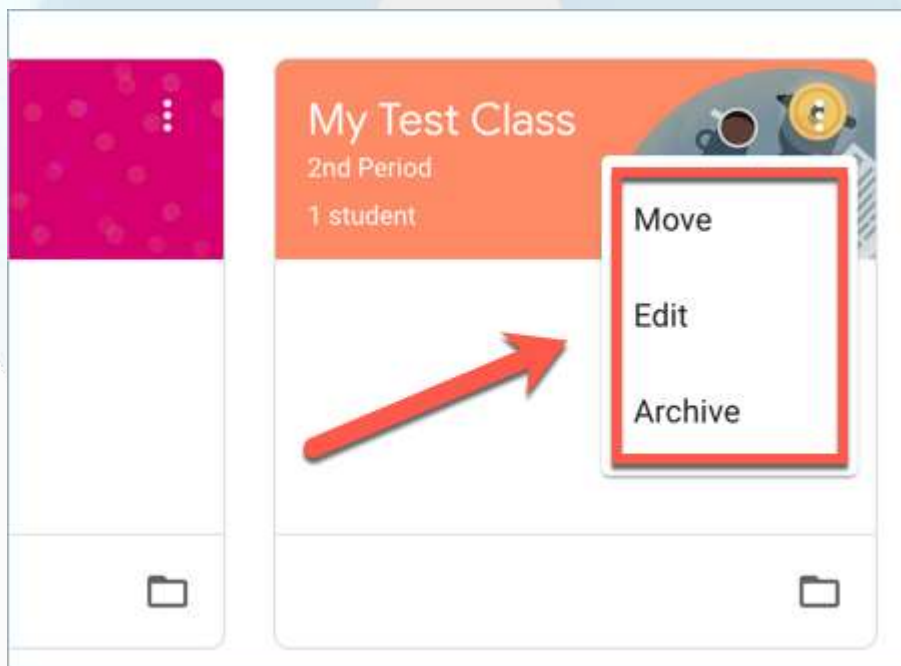 My Test Class
2nd Period
1 student
Move
Edit
Archive